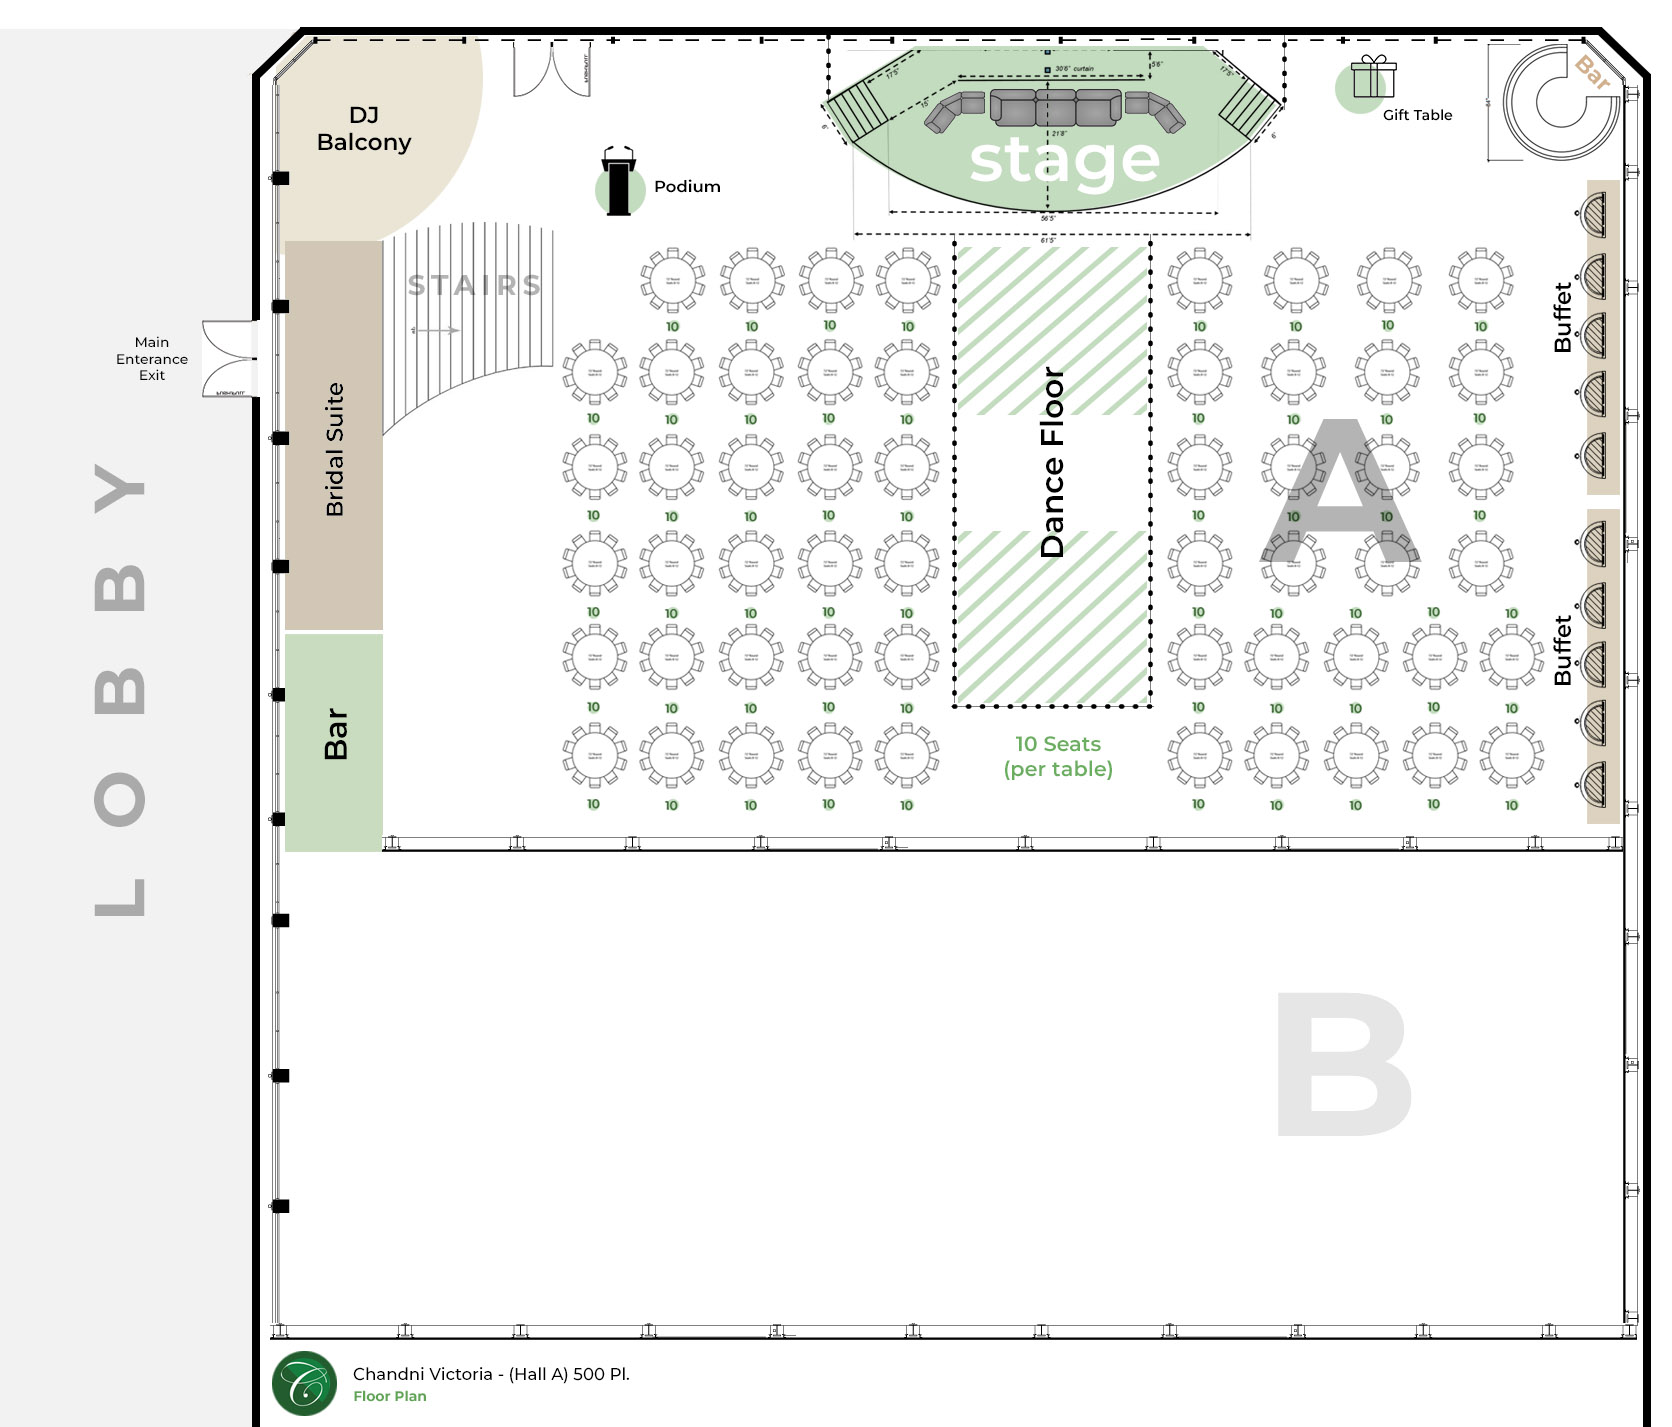 DJ
Balcony
30'6" curtain
5'6"
17'5"
17'5"
15'
6'
6'
21'8"
stage
56'5"
61'5"
Bar
Gift Table
Podium
STAIRS
Main
Enterance
Exit
LOBBY
Bridal Suite
Bar
Dance Floor
Buffet
Buffet
A
10 10 10 10 10 10 10 10
10 10 10 10 10 10 10 10 10
10 10 10 10 10 10 10 10 10
10 10 10 10 10 10 10 10 10 10
10 10 10 10 10 10 10 10 10 10
10 10 10 10 10 10 10 10 10 10
10 Seats
(per table)
B
Chandni Victoria - (Hall A) 500 Pl.
Floor Plan